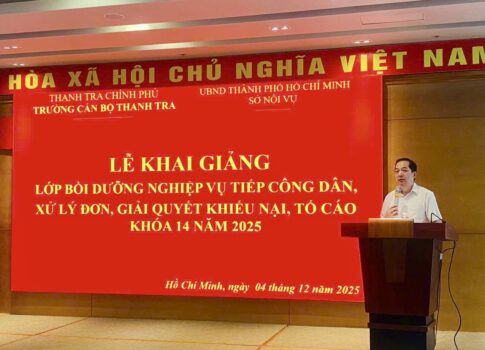 HÒA XÃ HỘI CHỦ NGHĨA VIỆT NAM
THANH TRA CHÍNH PHỦ
TRƯỜNG CÁN BỘ THANH TRA
UBND THÀNH PHỐ HỒ CHÍ MINH
SƠ NỘI VỤ
LỄ KHAI GIẢNG
LỚP BỒI DƯỠNG NGHIỆP VỤ TIẾP CÔNG DÂN,
XỬ LÝ ĐƠN, GIẢI QUYẾT KHIẾU NẠI, TỐ CÁO
KHÓA 14 NĂM 2025
Hồ Chí Minh, ngày 04 tháng 12 năm 2025